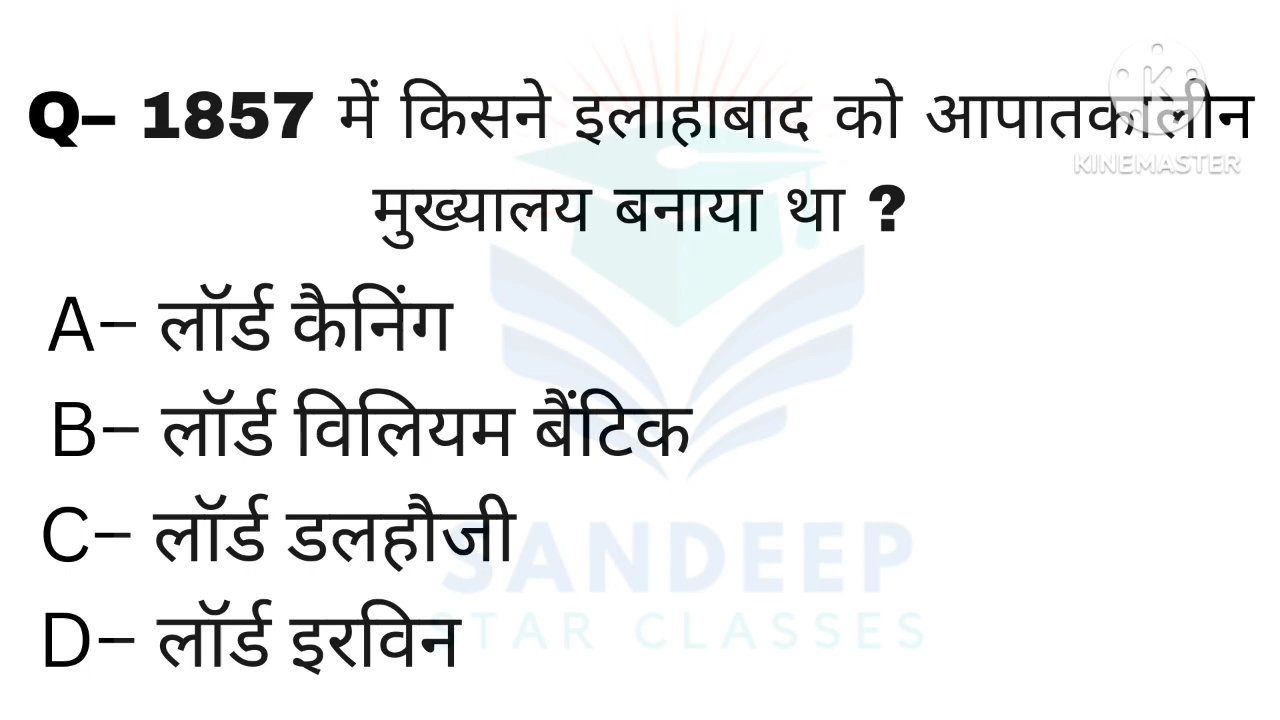 Q– 1857 में किसने इलाहाबाद को आपातकालीन
मुख्यालय बनाया था ?
A– लॉर्ड कैनिंग
B– लॉर्ड विलियम बैंटिक
C– लॉर्ड डलहौजी
D– लॉर्ड इरविन
K
KINEMASTER
SANDEEP
STAR CLASSES